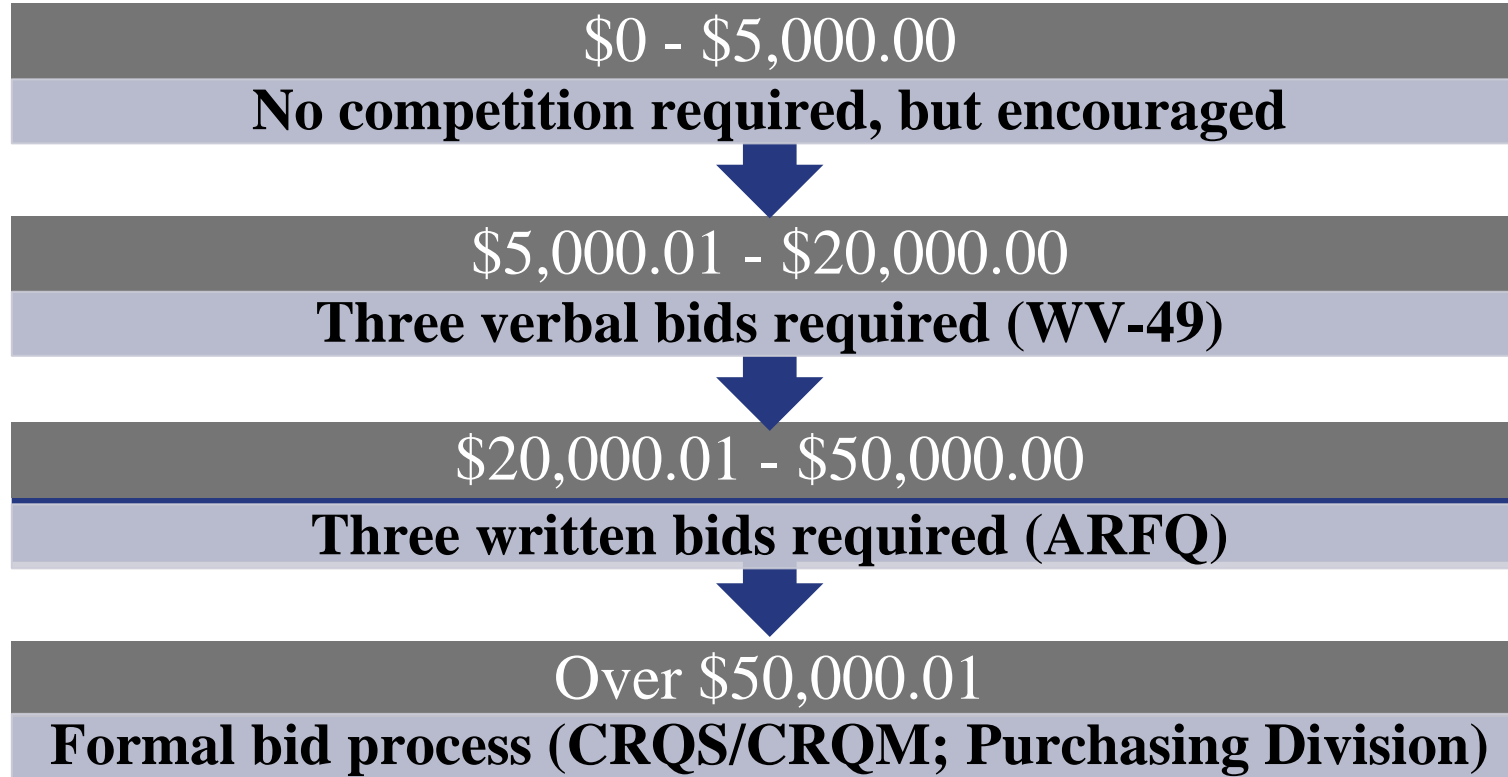 $0 - $5,000.00
No competition required, but encouraged
$5,000.01 - $20,000.00
Three verbal bids required (WV-49)
$20,000.01 - $50,000.00
Three written bids required (ARFQ)
Over $50,000.01
Formal bid process (CRQS/CRQM; Purchasing Division)